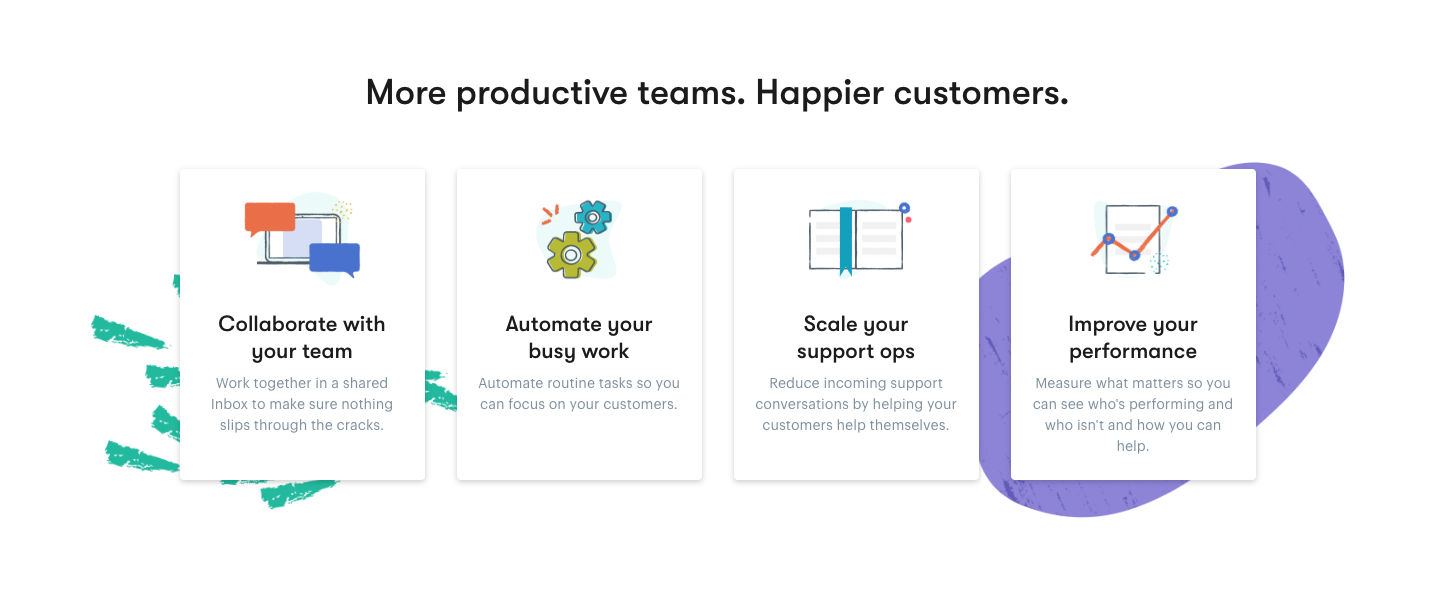 More productive teams. Happier customers.
Collaborate with
your team
Work together in a shared
Inbox to make sure nothing
slips through the cracks.
Automate your
busy work
Automate routine tasks so you
can focus on your customers.
Scale your
support ops
Reduce incoming support
conversations by helping your
customers help themselves.
Improve your
performance
Measure what matters so you
can see who's performing and
who isn't and how you can
help.